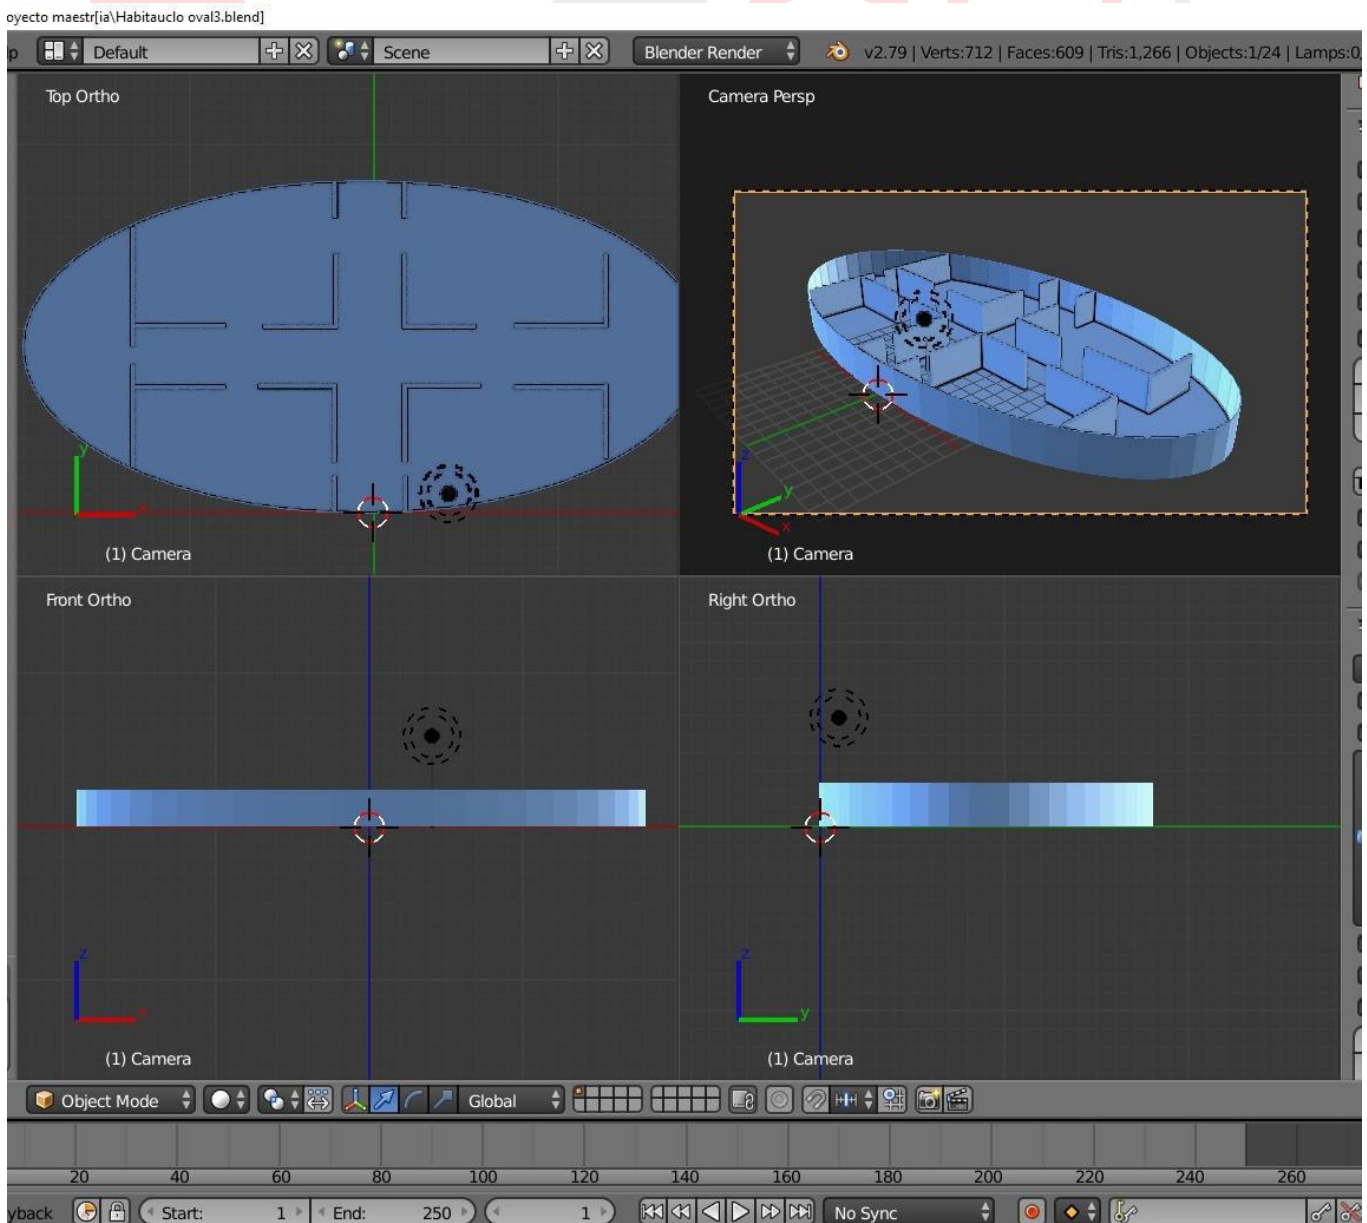 oyecto maestr[ia\Habitauclo oval3.blend]
lp Default Scene Blender Render v2.79 | Verts:712 | Faces:609 | Tris:1,266 | Objects:1/24 | Lamps:0,
Top Ortho
Camera Persp
y
x
(1) Camera
z
y
x
(1) Camera
Front Ortho
Right Ortho
z
x
(1) Camera
z
y
(1) Camera
Object Mode Global
20 40 60 80 100 120 140 160 180 200 220 240 260
yback Start: 1 End: 250 1 No Sync